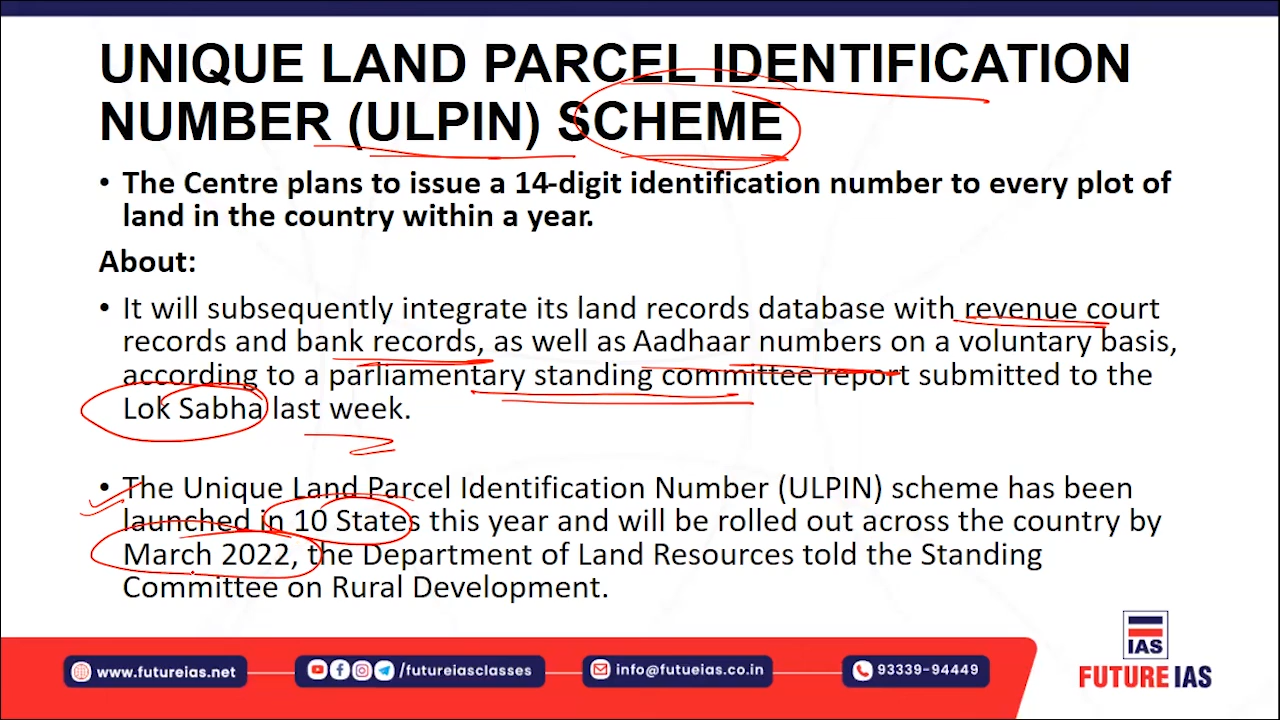 UNIQUE LAND PARCEL IDENTIFICATION
NUMBER (ULPIN) SCHEME
• The Centre plans to issue a 14-digit identification number to every plot of
land in the country within a year.
About:
• It will subsequently integrate its land records database with revenue court
records and bank records, as well as Aadhaar numbers on a voluntary basis,
according to a parliamentary standing committee report submitted to the
Lok Sabha last week.
• The Unique Land Parcel Identification Number (ULPIN) scheme has been
launched in 10 States this year and will be rolled out across the country by
March 2022, the Department of Land Resources told the Standing
Committee on Rural Development.
www.futureias.net
/futureiasclasses
info@futueias.co.in
93339-94449
IAS
FUTURE IAS